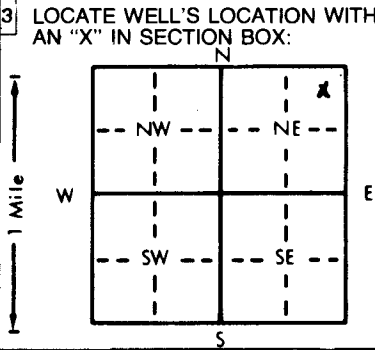 3 LOCATE WELL'S LOCATION WITH
AN "X" IN SECTION BOX:
N
X
NW NE
W E
1 Mile
SW SE
S